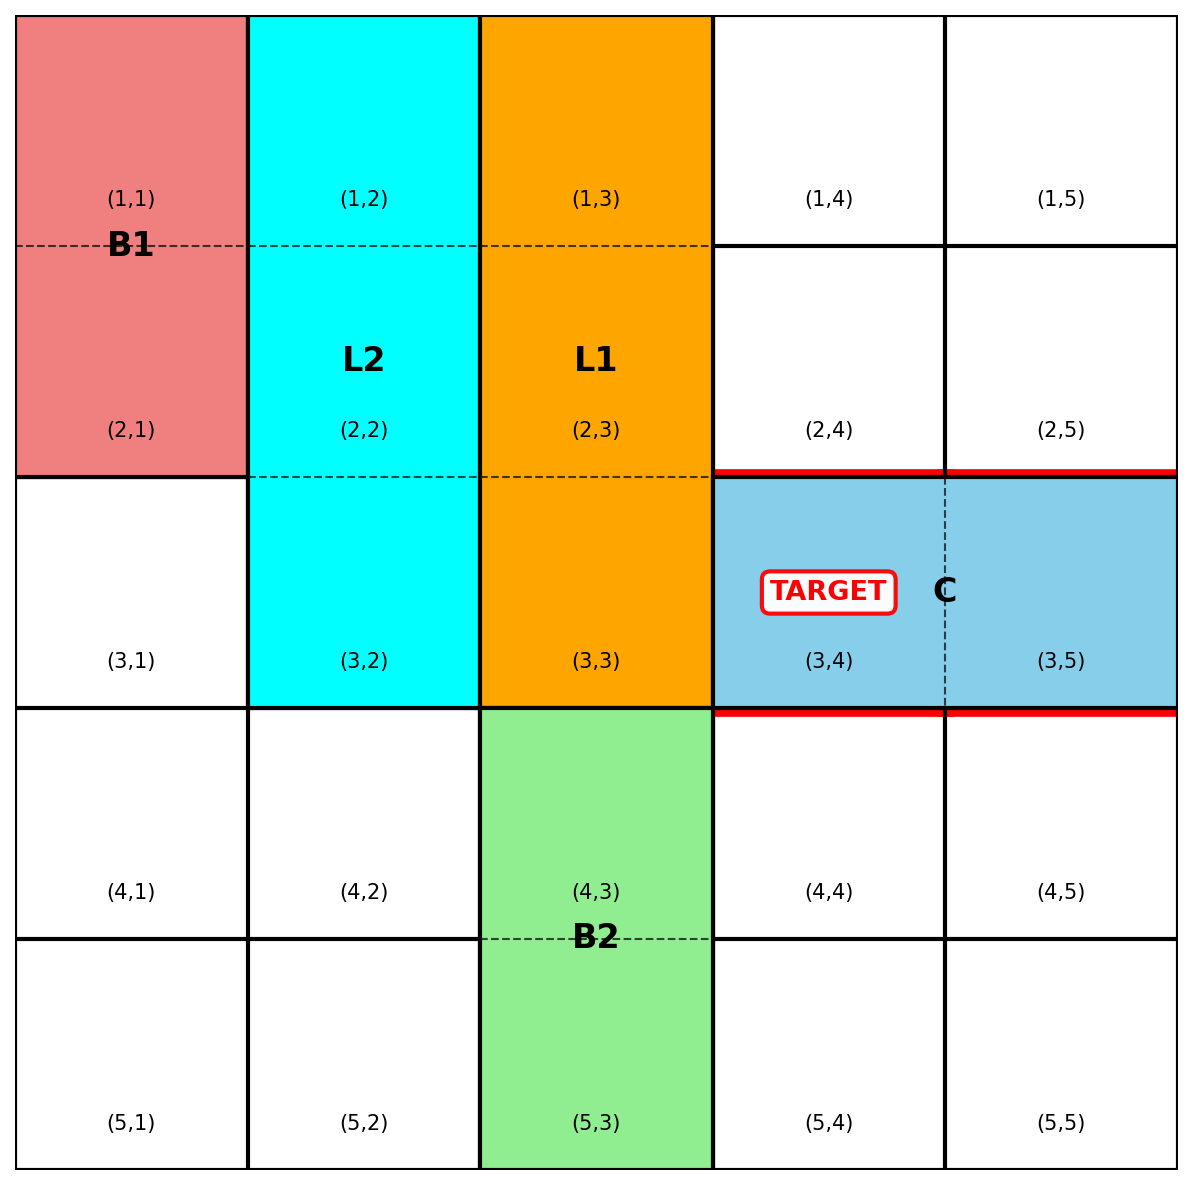 (1,1) (1,2) (1,3) (1,4) (1,5)
B1
L2 L1
(2,1) (2,2) (2,3) (2,4) (2,5)
TARGET C
(3,1) (3,2) (3,3) (3,4) (3,5)
(4,1) (4,2) (4,3) (4,4) (4,5)
B2
(5,1) (5,2) (5,3) (5,4) (5,5)